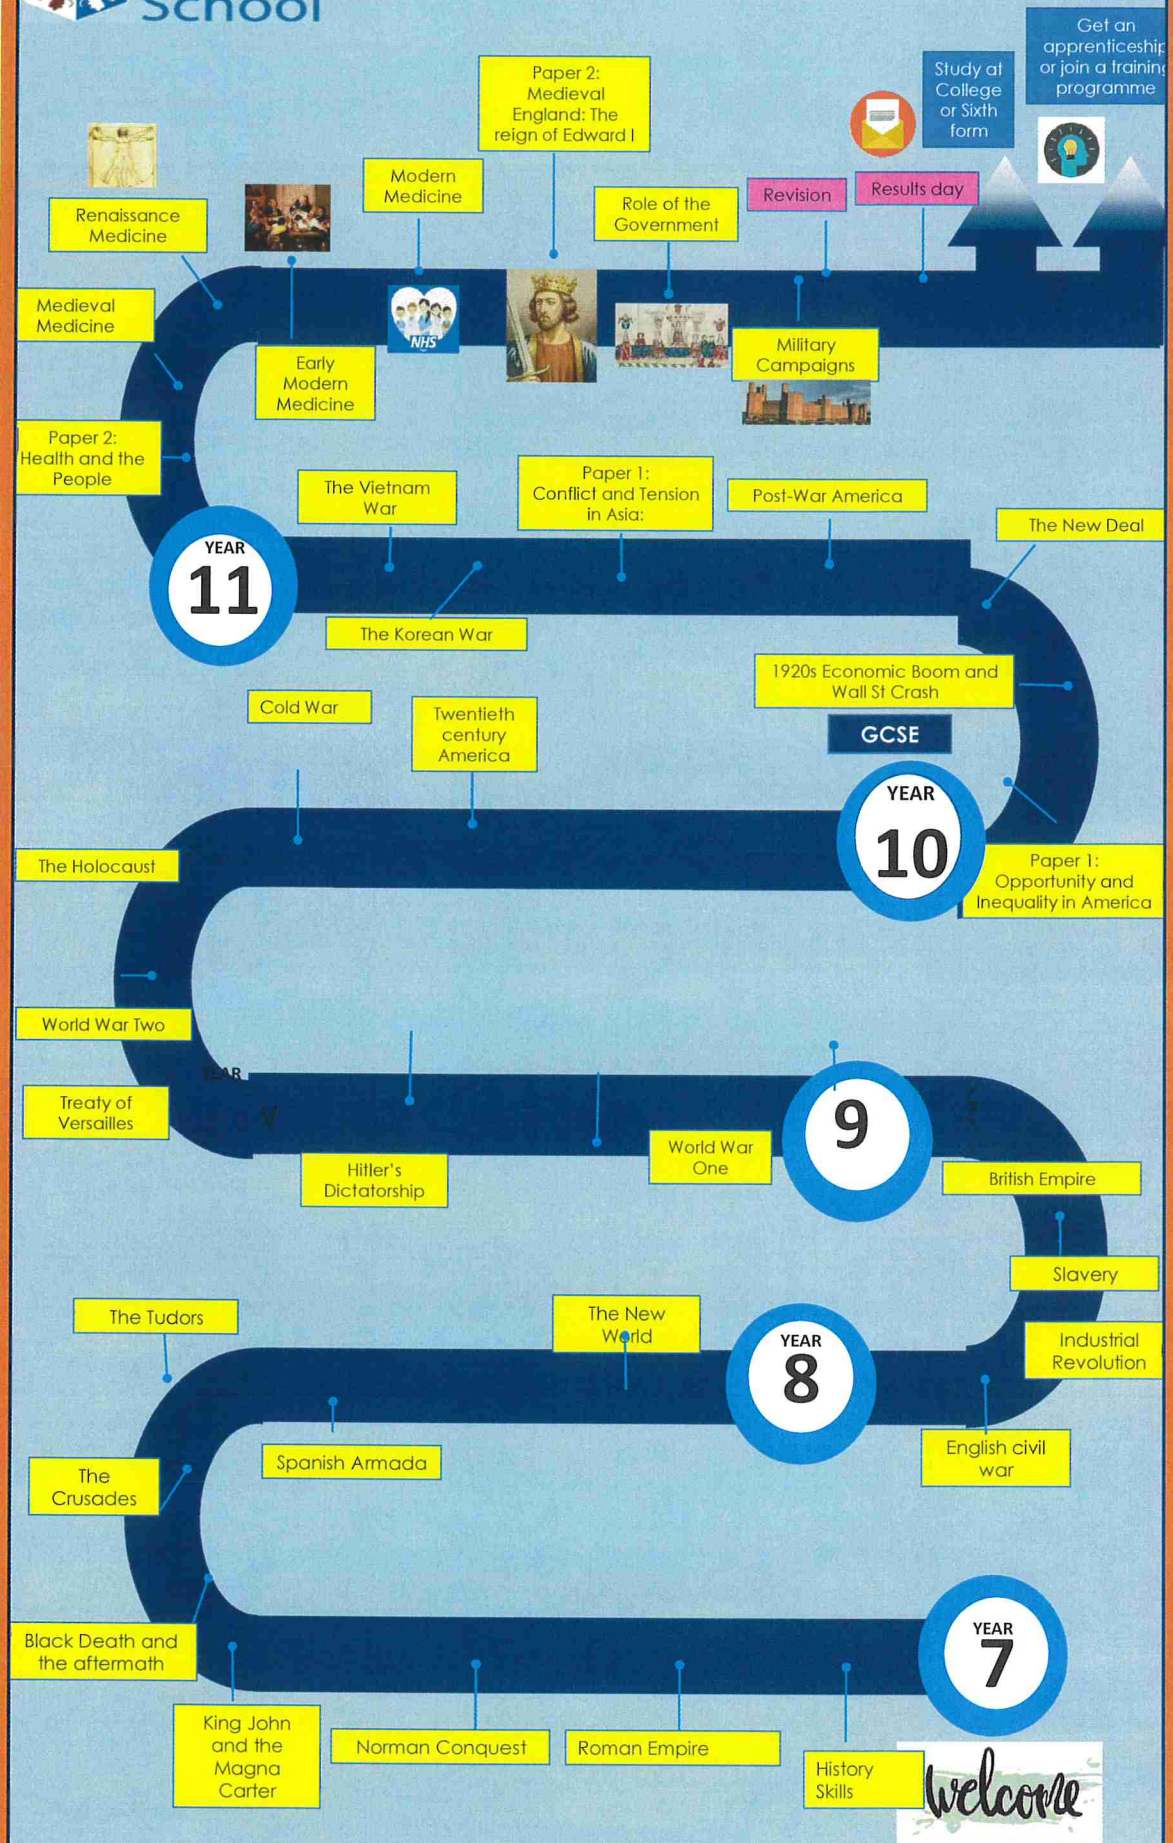 School
Get an
apprenticeship
or join a training
programme
Study at
College
or Sixth
form
Paper 2:
Medieval
England: The
reign of Edward I
Modern
Medicine
Renaissance
Medicine
Role of the
Government
Revision
Results day
Medieval
Medicine
NHS
Early
Modern
Medicine
Military
Campaigns
Paper 2:
Health and the
People
The Vietnam
War
Paper 1:
Conflict and Tension
in Asia:
Post-War America
The New Deal
YEAR
11
The Korean War
1920s Economic Boom and
Wall St Crash
Cold War
Twentieth
century
America
GCSE
YEAR
10
The Holocaust
Paper 1:
Opportunity and
Inequality in America
World War Two
YEAR
Treaty of
Versailles
9
World War
One
Hitler's
Dictatorship
British Empire
Slavery
The Tudors
The New
World
YEAR
8
Industrial
Revolution
Spanish Armada
English civil
war
The
Crusades
YEAR
7
Black Death and
the aftermath
King John
and the
Magna
Carter
Norman Conquest
Roman Empire
History
Skills
welcome